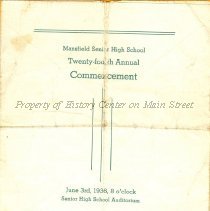 Mansfield Senior High School
Twenty-fourth Annual
Commencement
Property of History Center on Main Street
June 3rd, 1936, 8 o'clock
Senior High School Auditorium